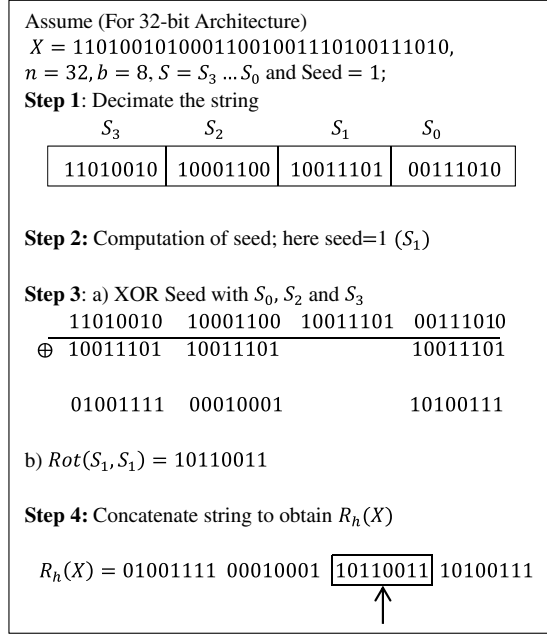 Assume (For 32-bit Architecture)
X = 11010010100011001001110100111010,
n = 32, b = 8, S = S₃ … S₀ and Seed = 1;
Step 1: Decimate the string
S₃ S₂ S₁ S₀
11010010 10001100 10011101 00111010
Step 2: Computation of seed; here seed=1 (S₁)
Step 3: a) XOR Seed with S₀, S₂ and S₃
11010010 10001100 10011101 00111010
⊕ 10011101 10011101 10011101
01001111 00010001 10100111
b) Rot(S₁, S₁) = 10110011
Step 4: Concatenate string to obtain Rₕ(X)
Rₕ(X) = 01001111 00010001 10110011 10100111